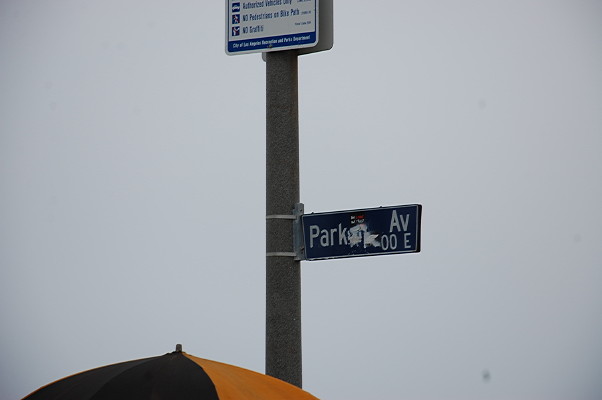 Authorized Vehicles Only
NO Pedestrians on Bike Path
NO Graffiti
City of Los Angeles Recreation and Parks Department
Park Av
00 E